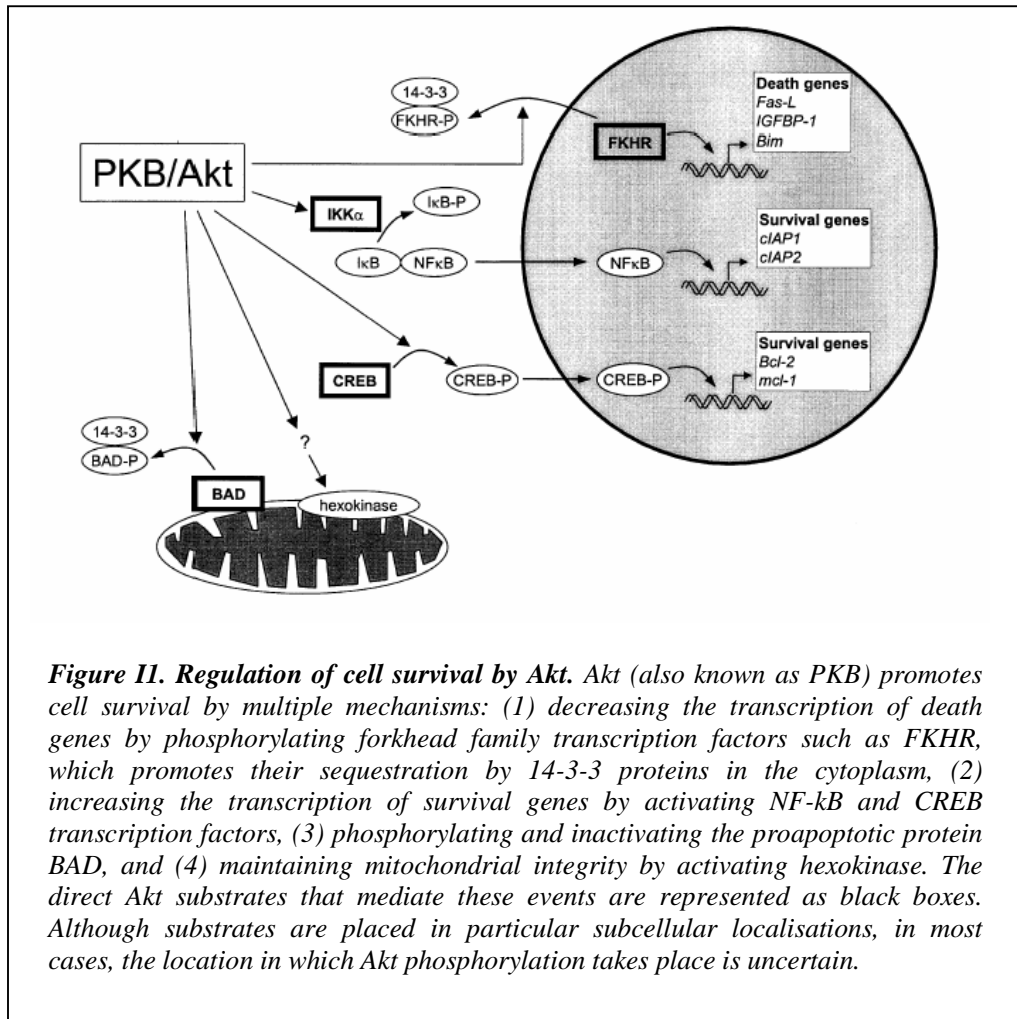 Death genes
Fas-L
IGFBP-1
Bim
14-3-3
FKHR-P
FKHR
PKB/Akt
IKKα
IκB-P
IκB
NFκB
NFκB
Survival genes
cIAP1
cIAP2
CREB
CREB-P
CREB-P
Survival genes
Bcl-2
mcl-1
14-3-3
BAD-P
?
BAD
hexokinase
Figure I1. Regulation of cell survival by Akt. Akt (also known as PKB) promotes
cell survival by multiple mechanisms: (1) decreasing the transcription of death
genes by phosphorylating forkhead family transcription factors such as FKHR,
which promotes their sequestration by 14-3-3 proteins in the cytoplasm, (2)
increasing the transcription of survival genes by activating NF-kB and CREB
transcription factors, (3) phosphorylating and inactivating the proapoptotic protein
BAD, and (4) maintaining mitochondrial integrity by activating hexokinase. The
direct Akt substrates that mediate these events are represented as black boxes.
Although substrates are placed in particular subcellular localisations, in most
cases, the location in which Akt phosphorylation takes place is uncertain.